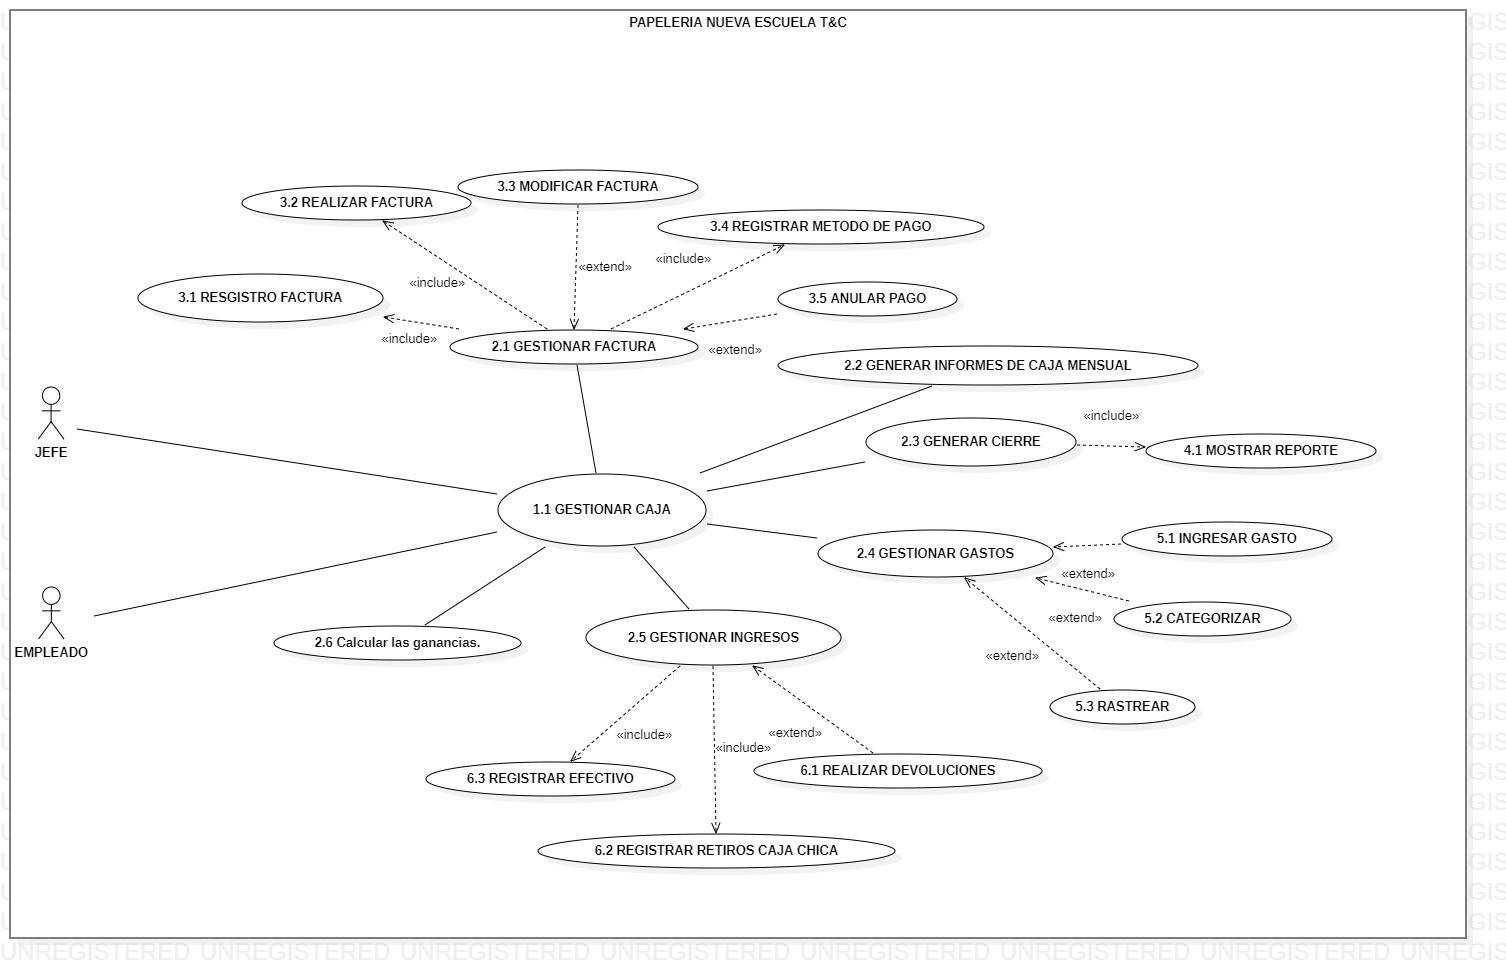 PAPELERIA NUEVA ESCUELA T&C
3.3 MODIFICAR FACTURA
3.2 REALIZAR FACTURA
3.4 REGISTRAR METODO DE PAGO
«include»
«extend»
«include»
3.1 RESGISTRO FACTURA
3.5 ANULAR PAGO
«include»
2.1 GESTIONAR FACTURA
«extend»
2.2 GENERAR INFORMES DE CAJA MENSUAL
JEFE
2.3 GENERAR CIERRE
«include»
4.1 MOSTRAR REPORTE
1.1 GESTIONAR CAJA
2.4 GESTIONAR GASTOS
5.1 INGRESAR GASTO
«extend»
5.2 CATEGORIZAR
«extend»
«extend»
5.3 RASTREAR
EMPLEADO
2.6 Calcular las ganancias.
2.5 GESTIONAR INGRESOS
«include»
«include»
«extend»
6.3 REGISTRAR EFECTIVO
6.1 REALIZAR DEVOLUCIONES
6.2 REGISTRAR RETIROS CAJA CHICA
UNREGISTERED UNREGISTERED UNREGISTERED UNREGISTERED UNREGISTERED UNREGISTERED UNREGISTERED UNREGIS